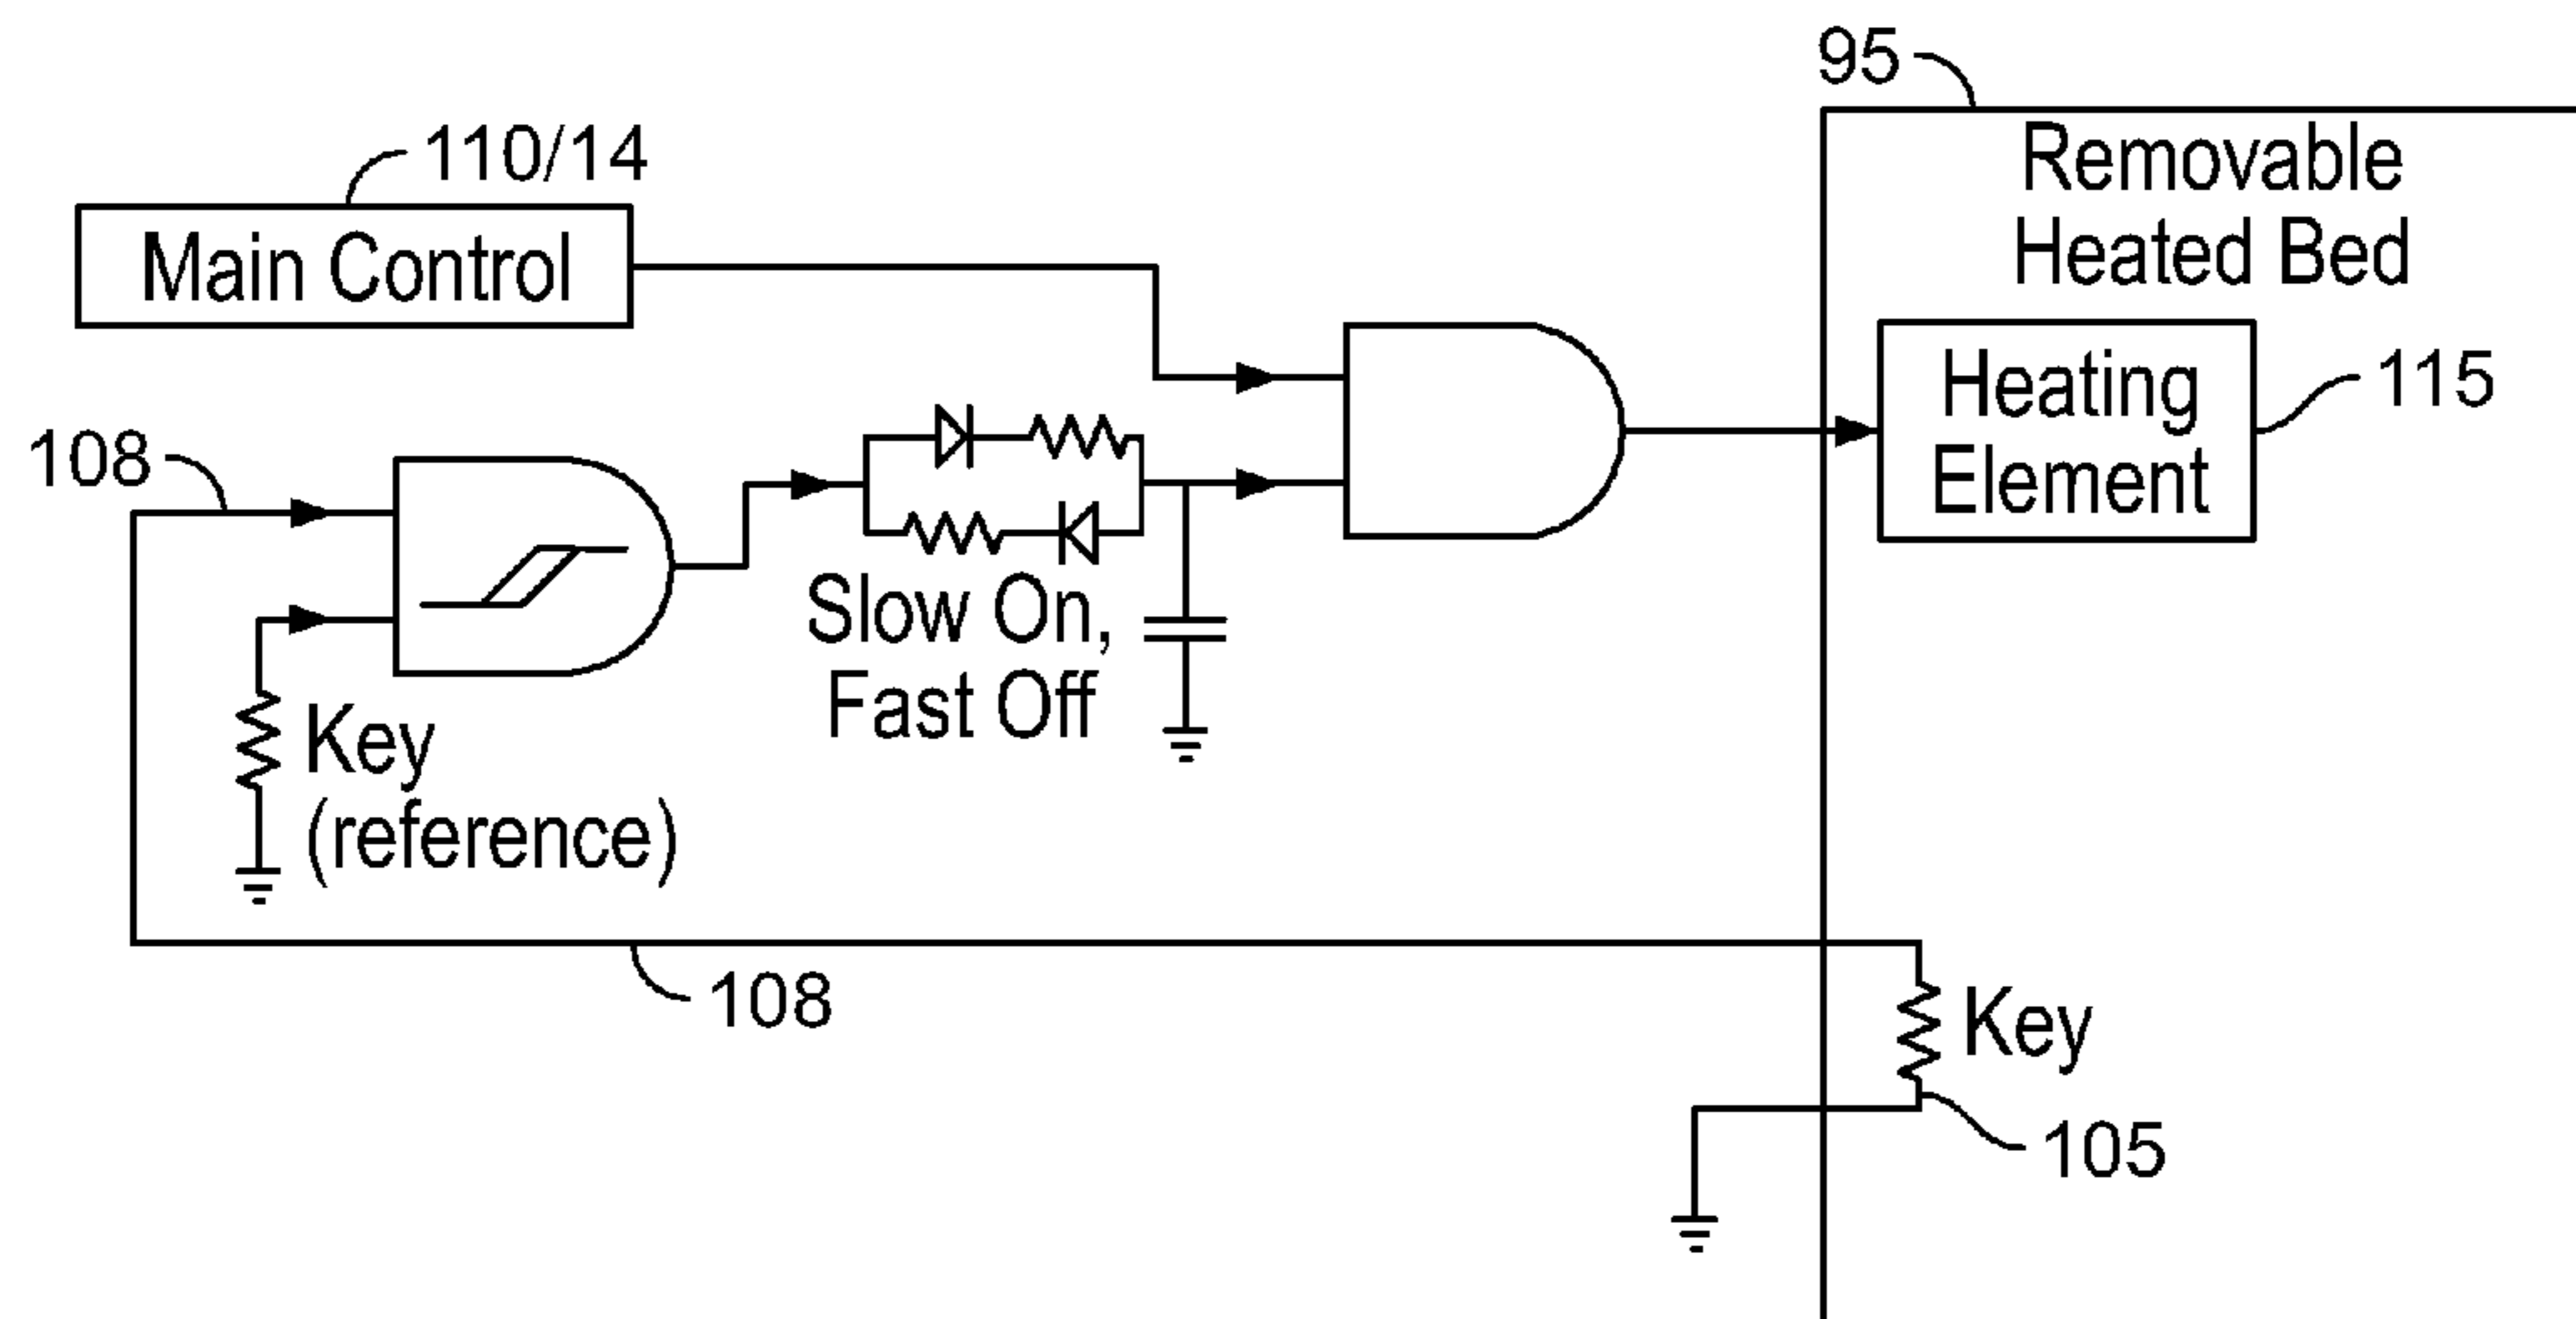 95
Removable
Heated Bed
110/14
Main Control
Heating
Element
115
108
Slow On,
Fast Off
Key
(reference)
108
Key
105